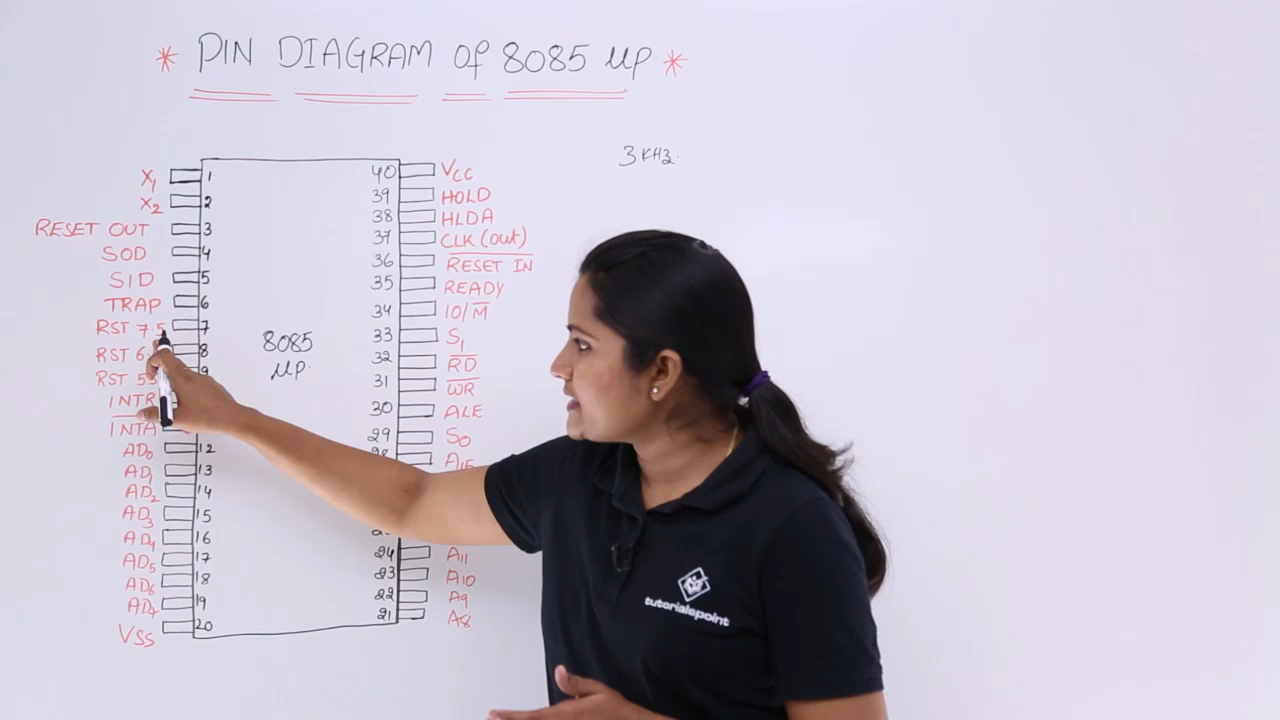 * PIN DIAGRAM of 8085 μp *
3 KHz.
X1 1
X2 2
RESET OUT 3
SOD 4
SID 5
TRAP 6
RST 7.5 7
RST 6 8
RST 5.5 9
INTR
INTA
AD0 12
AD1 13
AD2 14
AD3 15
AD4 16
AD5 17
AD6 18
AD7 19
VSS 20
8085
μp.
40 VCC
39 HOLD
38 HLDA
37 CLK (out)
36 RESET IN
35 READY
34 IO/M
33 S1
32 RD
31 WR
30 ALE
29 S0
28 A15
24 A11
23 A10
22 A9
21 A8
tutorialspoint